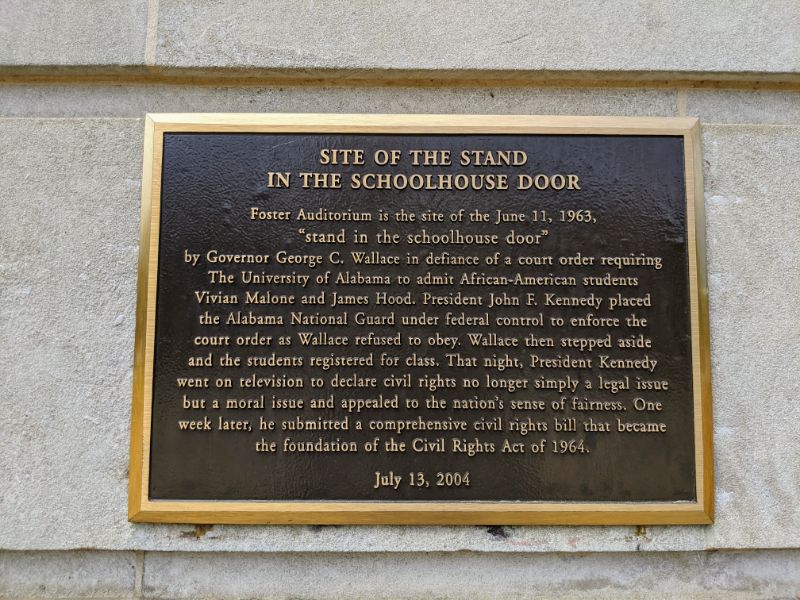 SITE OF THE STAND
IN THE SCHOOLHOUSE DOOR
Foster Auditorium is the site of the June 11, 1963,
“stand in the schoolhouse door”
by Governor George C. Wallace in defiance of a court order requiring
The University of Alabama to admit African-American students
Vivian Malone and James Hood. President John F. Kennedy placed
the Alabama National Guard under federal control to enforce the
court order as Wallace refused to obey. Wallace then stepped aside
and the students registered for class. That night, President Kennedy
went on television to declare civil rights no longer simply a legal issue
but a moral issue and appealed to the nation’s sense of fairness. One
week later, he submitted a comprehensive civil rights bill that became
the foundation of the Civil Rights Act of 1964.
July 13, 2004